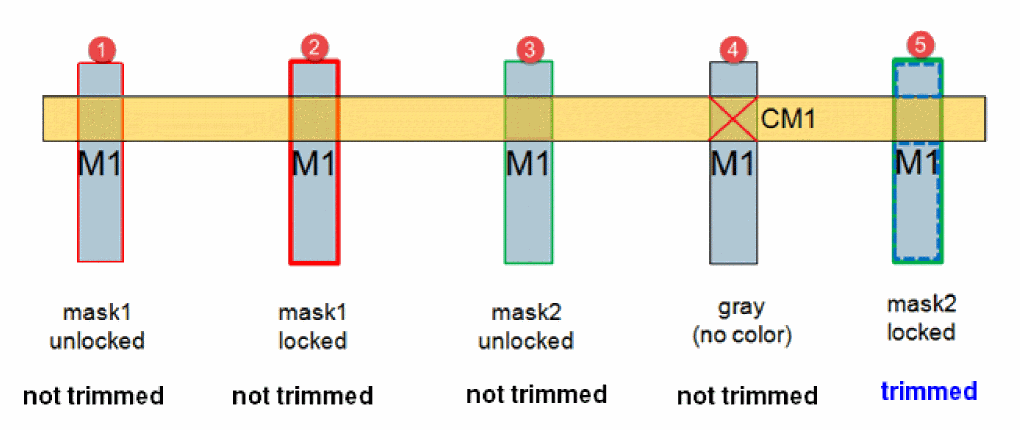 1 2 3 4 5
CM1
M1 M1 M1 M1 M1
mask1
unlocked
mask1
locked
mask2
unlocked
gray
(no color)
mask2
locked
not trimmed not trimmed not trimmed not trimmed trimmed